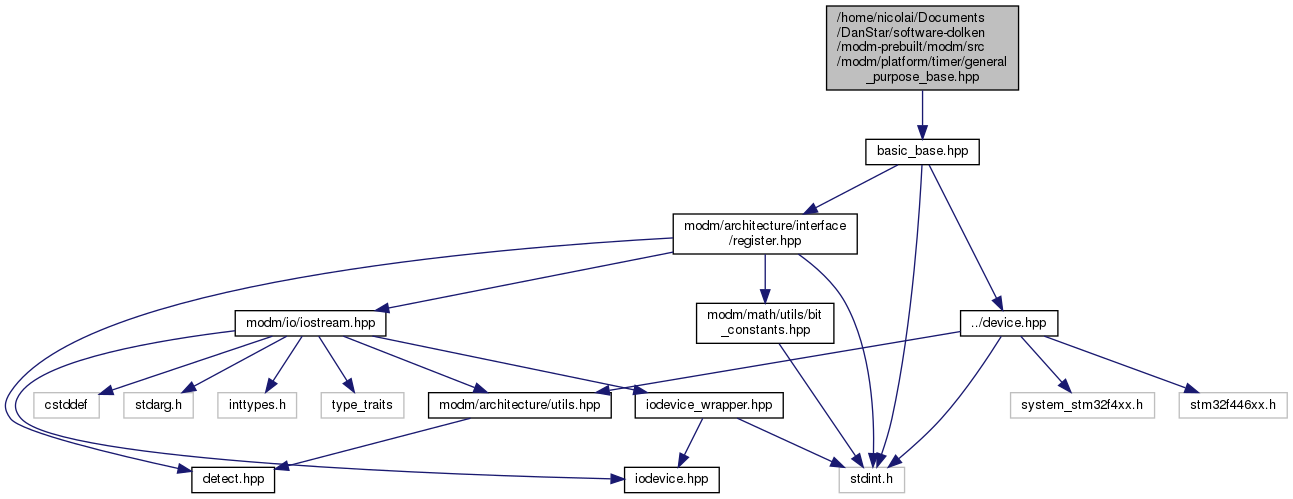 /home/nicolai/Documents
/DanStar/software-dolken
/modm-prebuilt/modm/src
/modm/platform/timer/general
_purpose_base.hpp
basic_base.hpp
modm/architecture/interface
/register.hpp
modm/io/iostream.hpp
modm/math/utils/bit
_constants.hpp
../device.hpp
cstddef
stdarg.h
inttypes.h
type_traits
modm/architecture/utils.hpp
iodevice_wrapper.hpp
system_stm32f4xx.h
stm32f446xx.h
detect.hpp
iodevice.hpp
stdint.h